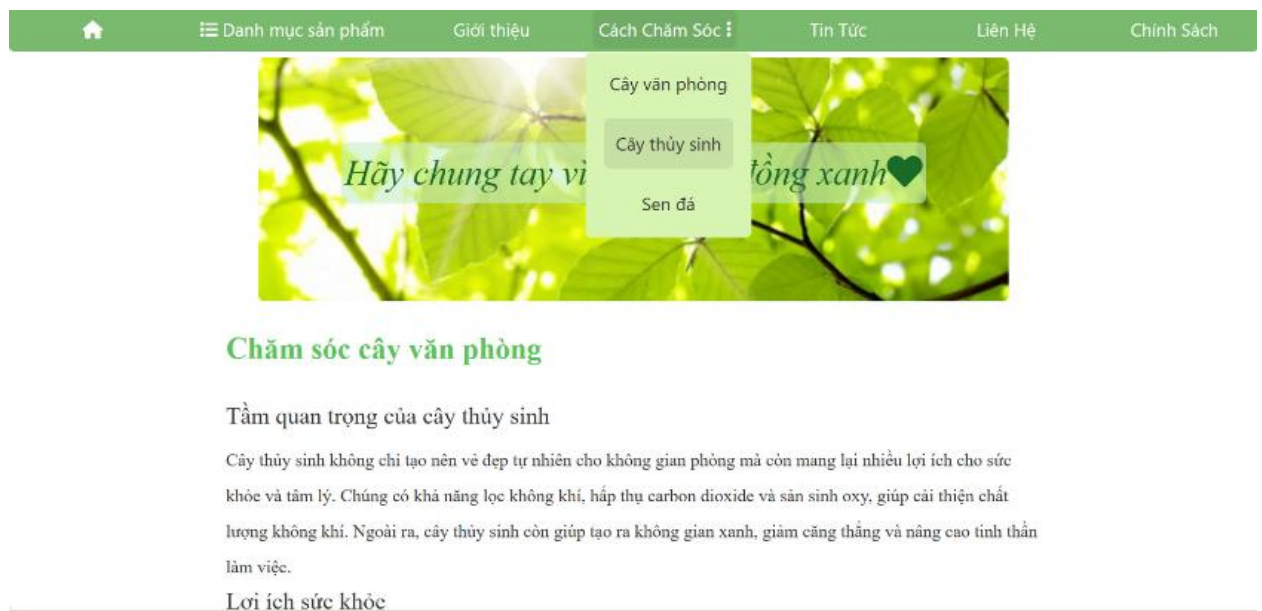 Danh mục sản phẩm Giới thiệu Cách Chăm Sóc Tin Tức Liên Hệ Chính Sách
Cây văn phòng
Cây thủy sinh
Sen đá
Hãy chung tay vì đồng xanh
Chăm sóc cây văn phòng
Tầm quan trọng của cây thủy sinh
Cây thủy sinh không chỉ tạo nên vẻ đẹp tự nhiên cho không gian phòng mà còn mang lại nhiều lợi ích cho sức
khỏe và tâm lý. Chúng có khả năng lọc không khí, hấp thụ carbon dioxide và sản sinh oxy, giúp cải thiện chất
lượng không khí. Ngoài ra, cây thủy sinh còn giúp tạo ra không gian xanh, giảm căng thẳng và nâng cao tinh thần
làm việc.
Lợi ích sức khỏe